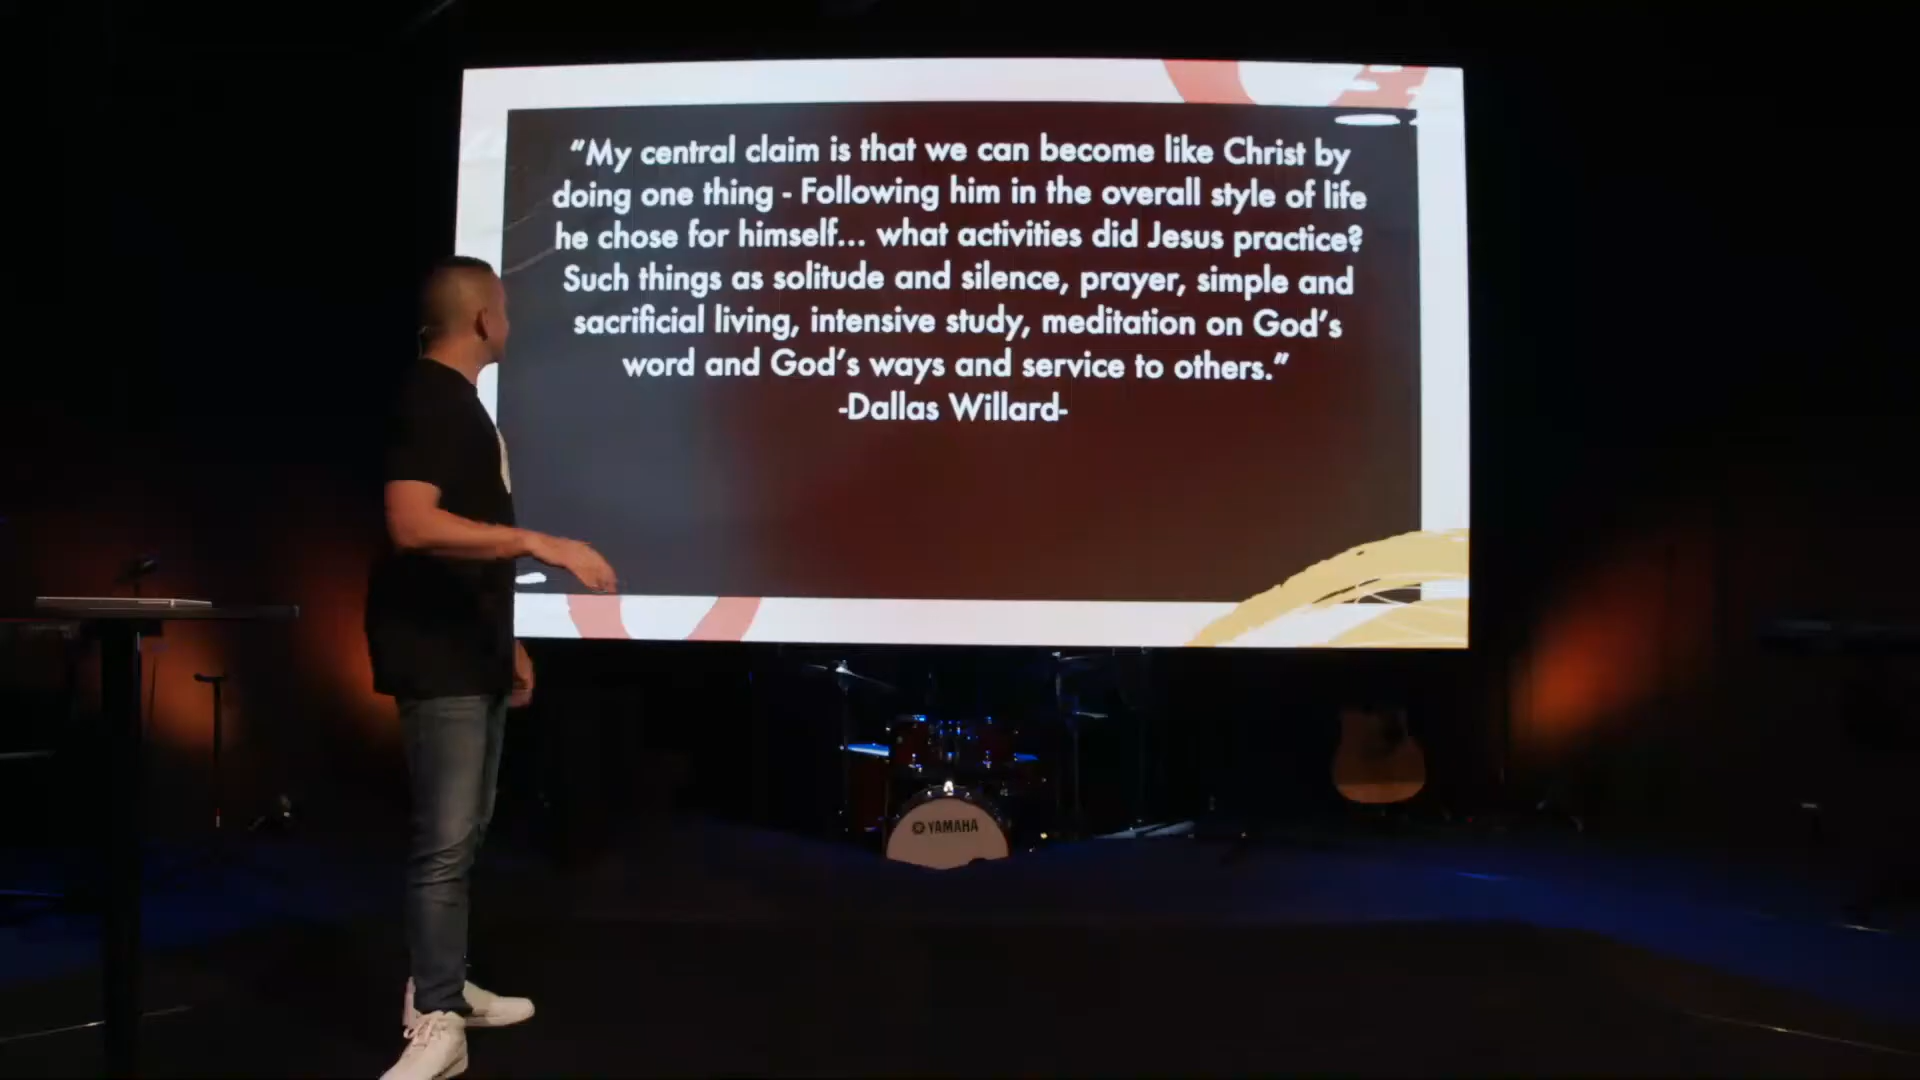 “My central claim is that we can become like Christ by
doing one thing - Following him in the overall style of life
he chose for himself... what activities did Jesus practice?
Such things as solitude and silence, prayer, simple and
sacrificial living, intensive study, meditation on God’s
word and God’s ways and service to others.”
-Dallas Willard-
YAMAHA